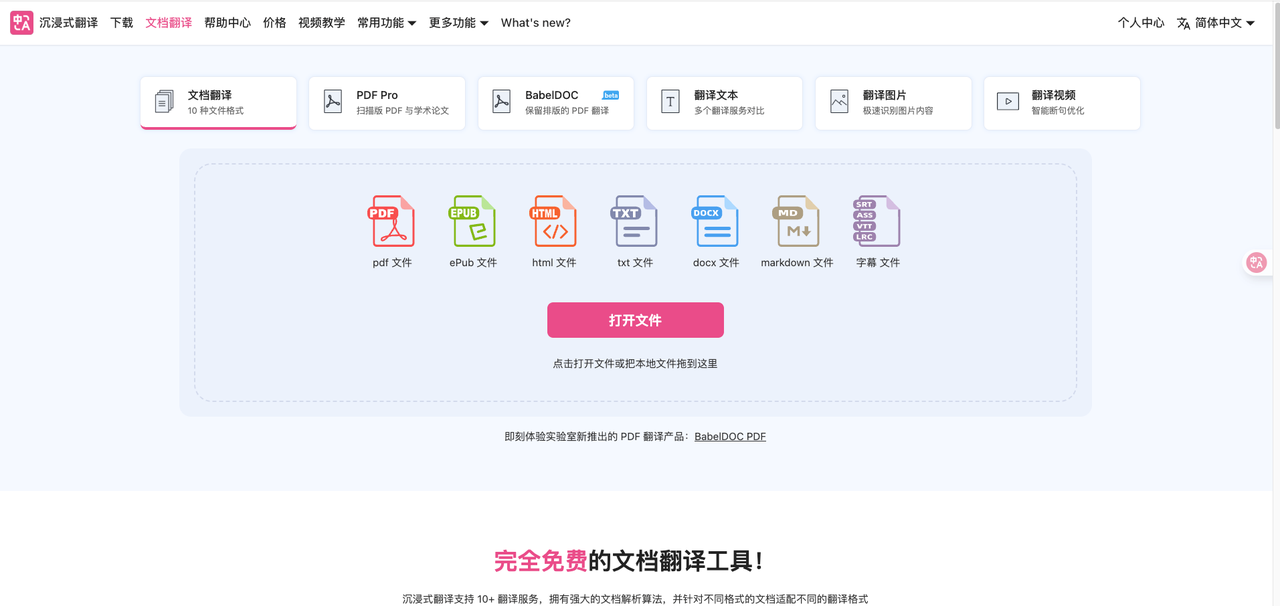 沉浸式翻译 下载 文档翻译 帮助中心 价格 视频教学 常用功能 更多功能 What's new? 个人中心 简体中文
文档翻译
10 种文件格式
PDF Pro
扫描版 PDF 与学术论文
BabelDOC beta
保留排版的 PDF 翻译
翻译文本
多个翻译服务对比
翻译图片
极速识别图片内容
翻译视频
智能断句优化
PDF
EPUB
HTML
</>
TXT
DOCX
MD
M
SRT
ASS
VTT
LRC
pdf 文件 ePub 文件 html 文件 txt 文件 docx 文件 markdown 文件 字幕 文件
打开文件
点击打开文件或把本地文件拖到这里
即刻体验实验室新推出的 PDF 翻译产品：BabelDOC PDF
完全免费的文档翻译工具！
沉浸式翻译支持 10+ 翻译服务，拥有强大的文档解析算法，并针对不同格式的文档适配不同的翻译格式